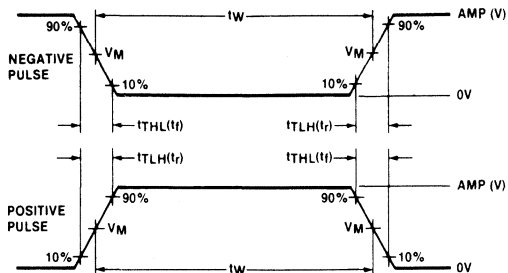 tW
AMP (V)
90%
90%
NEGATIVE
PULSE
VM
VM
10%
10%
0V
tTHL(tf)
tTLH(tr)
tTLH(tr)
tTHL(tf)
AMP (V)
90%
90%
POSITIVE
PULSE
VM
VM
10%
10%
tW
0V